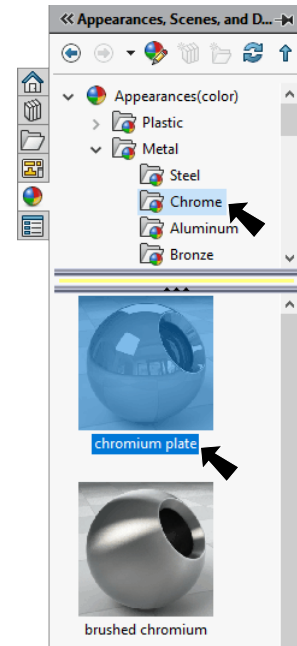 Appearances, Scenes, and D...
Appearances(color)
Plastic
Metal
Steel
Chrome
Aluminum
Bronze
chromium plate
brushed chromium